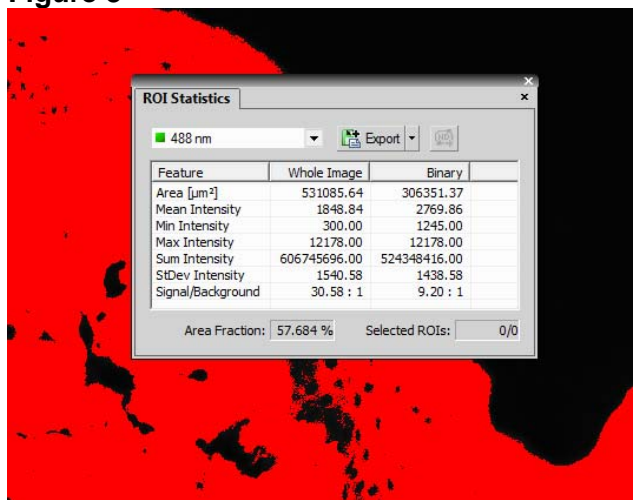 ROI Statistics
488 nm Export
Feature Whole Image Binary
Area [µm²] 531085.64 306351.37
Mean Intensity 1848.84 2769.86
Min Intensity 300.00 1245.00
Max Intensity 12178.00 12178.00
Sum Intensity 606745696.00 524348416.00
StDev Intensity 1540.58 1438.58
Signal/Background 30.58 : 1 9.20 : 1
Area Fraction: 57.684 % Selected ROIs: 0/0